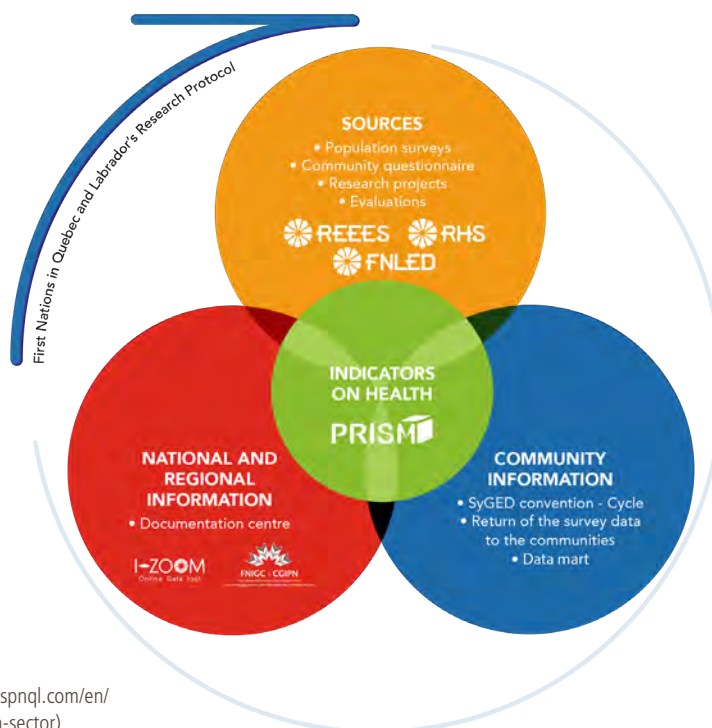 First Nations in Quebec and Labrador's Research Protocol
SOURCES
• Population surveys
• Community questionnaire
• Research projects
• Evaluations
REEES RHS
FNLED
INDICATORS
ON HEALTH
PRISM
NATIONAL AND
REGIONAL
INFORMATION
• Documentation centre
I-ZOOM
Online Data Tool
FNIGC : CGIPN
COMMUNITY
INFORMATION
• SyGED convention - Cycle
• Return of the survey data
to the communities
• Data mart
spnql.com/en/
-sector)